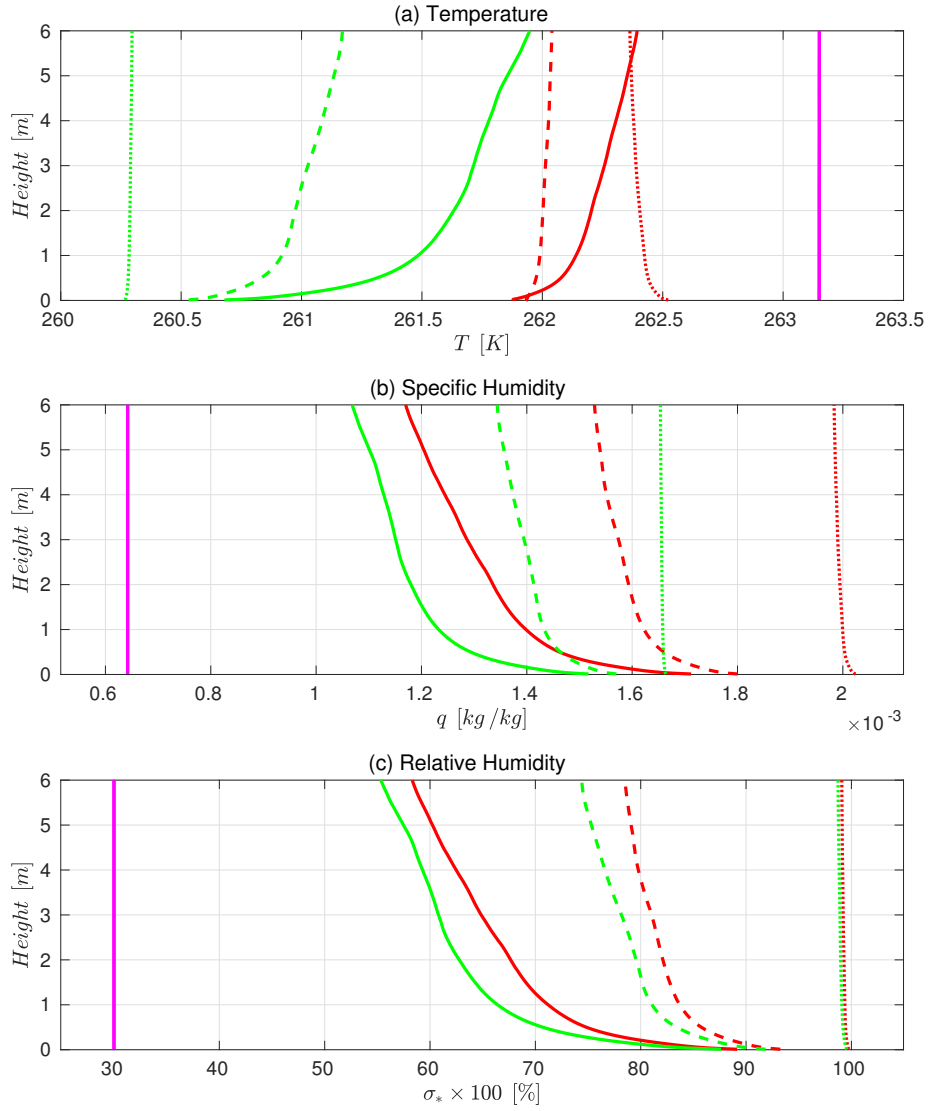 (a) Temperature
6
5
4
3
2
1
0
Height [m]
260 260.5 261 261.5 262 262.5 263 263.5
T [K]
(b) Specific Humidity
6
5
4
3
2
1
0
Height [m]
0.6 0.8 1 1.2 1.4 1.6 1.8 2
q [kg/kg] ×10⁻³
(c) Relative Humidity
6
5
4
3
2
1
0
Height [m]
30 40 50 60 70 80 90 100
σ* × 100 [%]